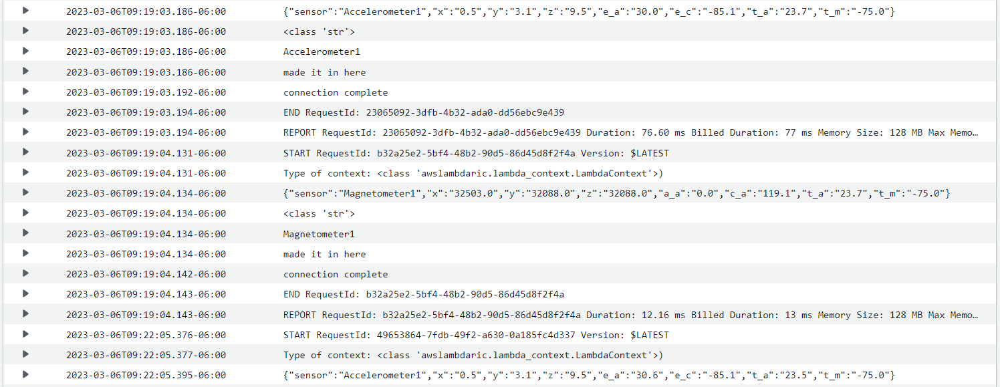 2023-03-06T09:19:03.186-06:00 {"sensor":"Accelerometer1","x":"0.5","y":"3.1","z":"9.5","e_a":"30.0","e_c":"-85.1","t_a":"23.7","t_m":"-75.0"}
2023-03-06T09:19:03.186-06:00 <class 'str'>
2023-03-06T09:19:03.186-06:00 Accelerometer1
2023-03-06T09:19:03.186-06:00 made it in here
2023-03-06T09:19:03.192-06:00 connection complete
2023-03-06T09:19:03.194-06:00 END RequestId: 23065092-3dfb-4b32-ada0-dd56ebc9e439
2023-03-06T09:19:03.194-06:00 REPORT RequestId: 23065092-3dfb-4b32-ada0-dd56ebc9e439 Duration: 76.60 ms Billed Duration: 77 ms Memory Size: 128 MB Max Memo…
2023-03-06T09:19:04.131-06:00 START RequestId: b32a25e2-5bf4-48b2-90d5-86d45d8f2f4a Version: $LATEST
2023-03-06T09:19:04.131-06:00 Type of context: <class 'awslambdaric.lambda_context.LambdaContext'>)
2023-03-06T09:19:04.134-06:00 {"sensor":"Magnetometer1","x":"32503.0","y":"32088.0","z":"32088.0","a_a":"0.0","c_a":"119.1","t_a":"23.7","t_m":"-75.0"}
2023-03-06T09:19:04.134-06:00 <class 'str'>
2023-03-06T09:19:04.134-06:00 Magnetometer1
2023-03-06T09:19:04.134-06:00 made it in here
2023-03-06T09:19:04.142-06:00 connection complete
2023-03-06T09:19:04.143-06:00 END RequestId: b32a25e2-5bf4-48b2-90d5-86d45d8f2f4a
2023-03-06T09:19:04.143-06:00 REPORT RequestId: b32a25e2-5bf4-48b2-90d5-86d45d8f2f4a Duration: 12.16 ms Billed Duration: 13 ms Memory Size: 128 MB Max Memo…
2023-03-06T09:22:05.376-06:00 START RequestId: 49653864-7fdb-49f2-a630-0a185fc4d337 Version: $LATEST
2023-03-06T09:22:05.377-06:00 Type of context: <class 'awslambdaric.lambda_context.LambdaContext'>)
2023-03-06T09:22:05.395-06:00 {"sensor":"Accelerometer1","x":"0.5","y":"3.1","z":"9.5","e_a":"30.6","e_c":"-85.1","t_a":"23.5","t_m":"-75.0"}